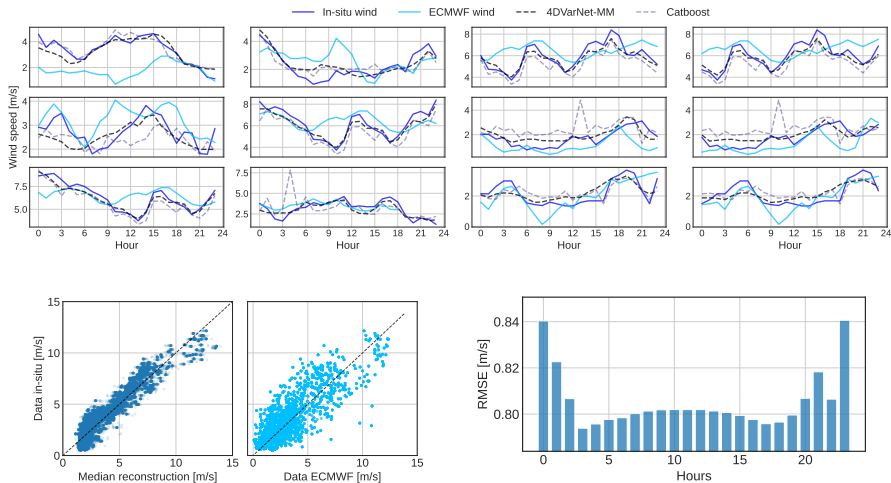 In-situ wind ECMWF wind 4DVarNet-MM Catboost
4
2
4
2
8
6
4
8
6
4
Wind speed [m/s]
4
3
2
8
6
4
4
2
4
2
7.5
5.0
7.5
5.0
2.5
4
2
0
4
2
0
0 3 6 9 12 15 18 21 24
0 3 6 9 12 15 18 21 24
0 3 6 9 12 15 18 21 24
0 3 6 9 12 15 18 21 24
Hour Hour Hour Hour
15
10
5
0
Data in-situ [m/s]
0 5 10 15
0 5 10 15
Median reconstruction [m/s] Data ECMWF [m/s]
0.84
0.82
0.80
RMSE [m/s]
0 5 10 15 20
Hours